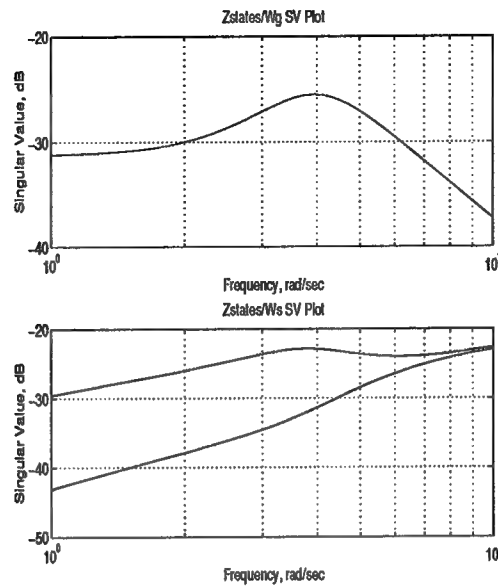 Zstates/Wg SV Plot
Singular Value, dB
-20
-30
-40
10^0
10^1
Frequency, rad/sec
Zstates/Ws SV Plot
Singular Value, dB
-20
-30
-40
-50
10^0
10
Frequency, rad/sec